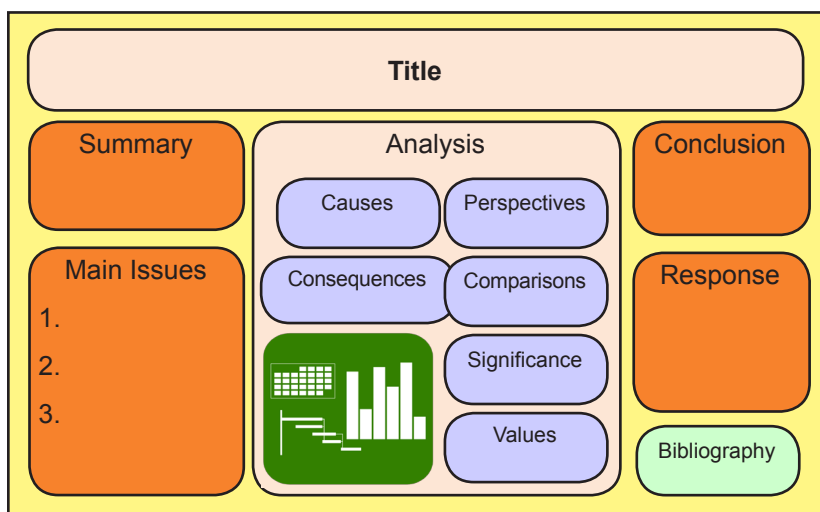 Title
Summary
Main Issues
1.
2.
3.
Analysis
Causes
Perspectives
Consequences
Comparisons
Significance
Values
Conclusion
Response
Bibliography